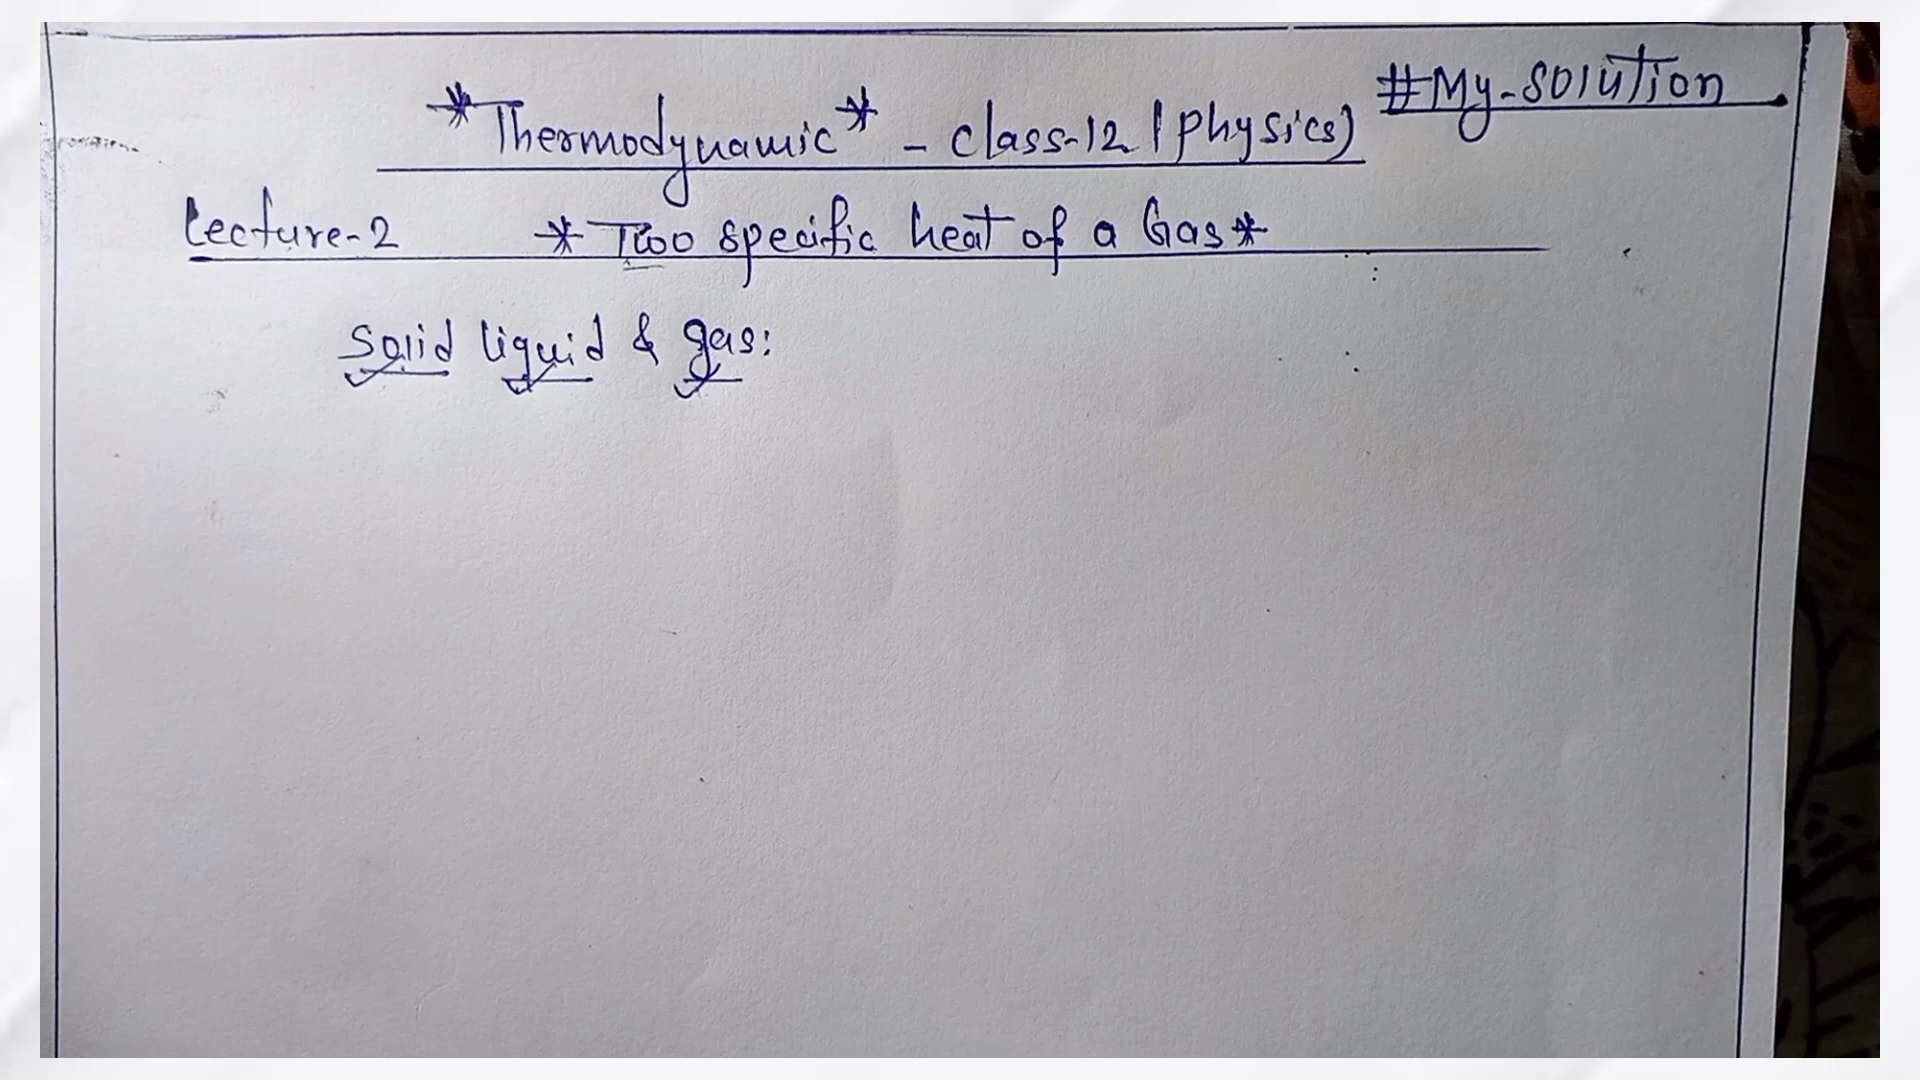 #My-solution
*Thermodynamic* - class-12 (physics)
Lecture-2 *Two specific heat of a Gas*
Solid liquid & gas: